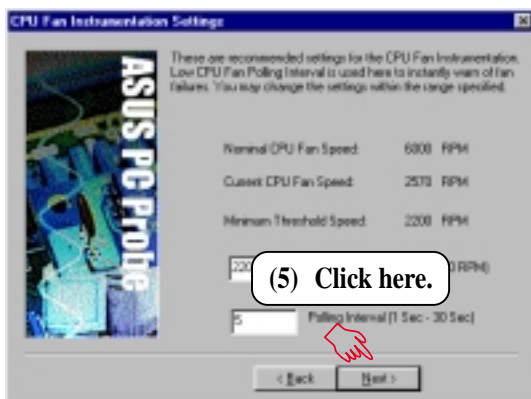 CPU Fan Instrumentation Settings
ASUS PC Probe
These are recommended settings for the CPU Fan Instrumentation.
Low CPU Fan Polling Interval is used here to instantly warn of fan
failures. You may change the settings within the range specified.
Nominal CPU Fan Speed: 6000 RPM
Current CPU Fan Speed: 2570 RPM
Minimum Threshold Speed: 2200 RPM
RPM)
(5) Click here.
5 Polling Interval (1 Sec - 30 Sec)
< Back Next >